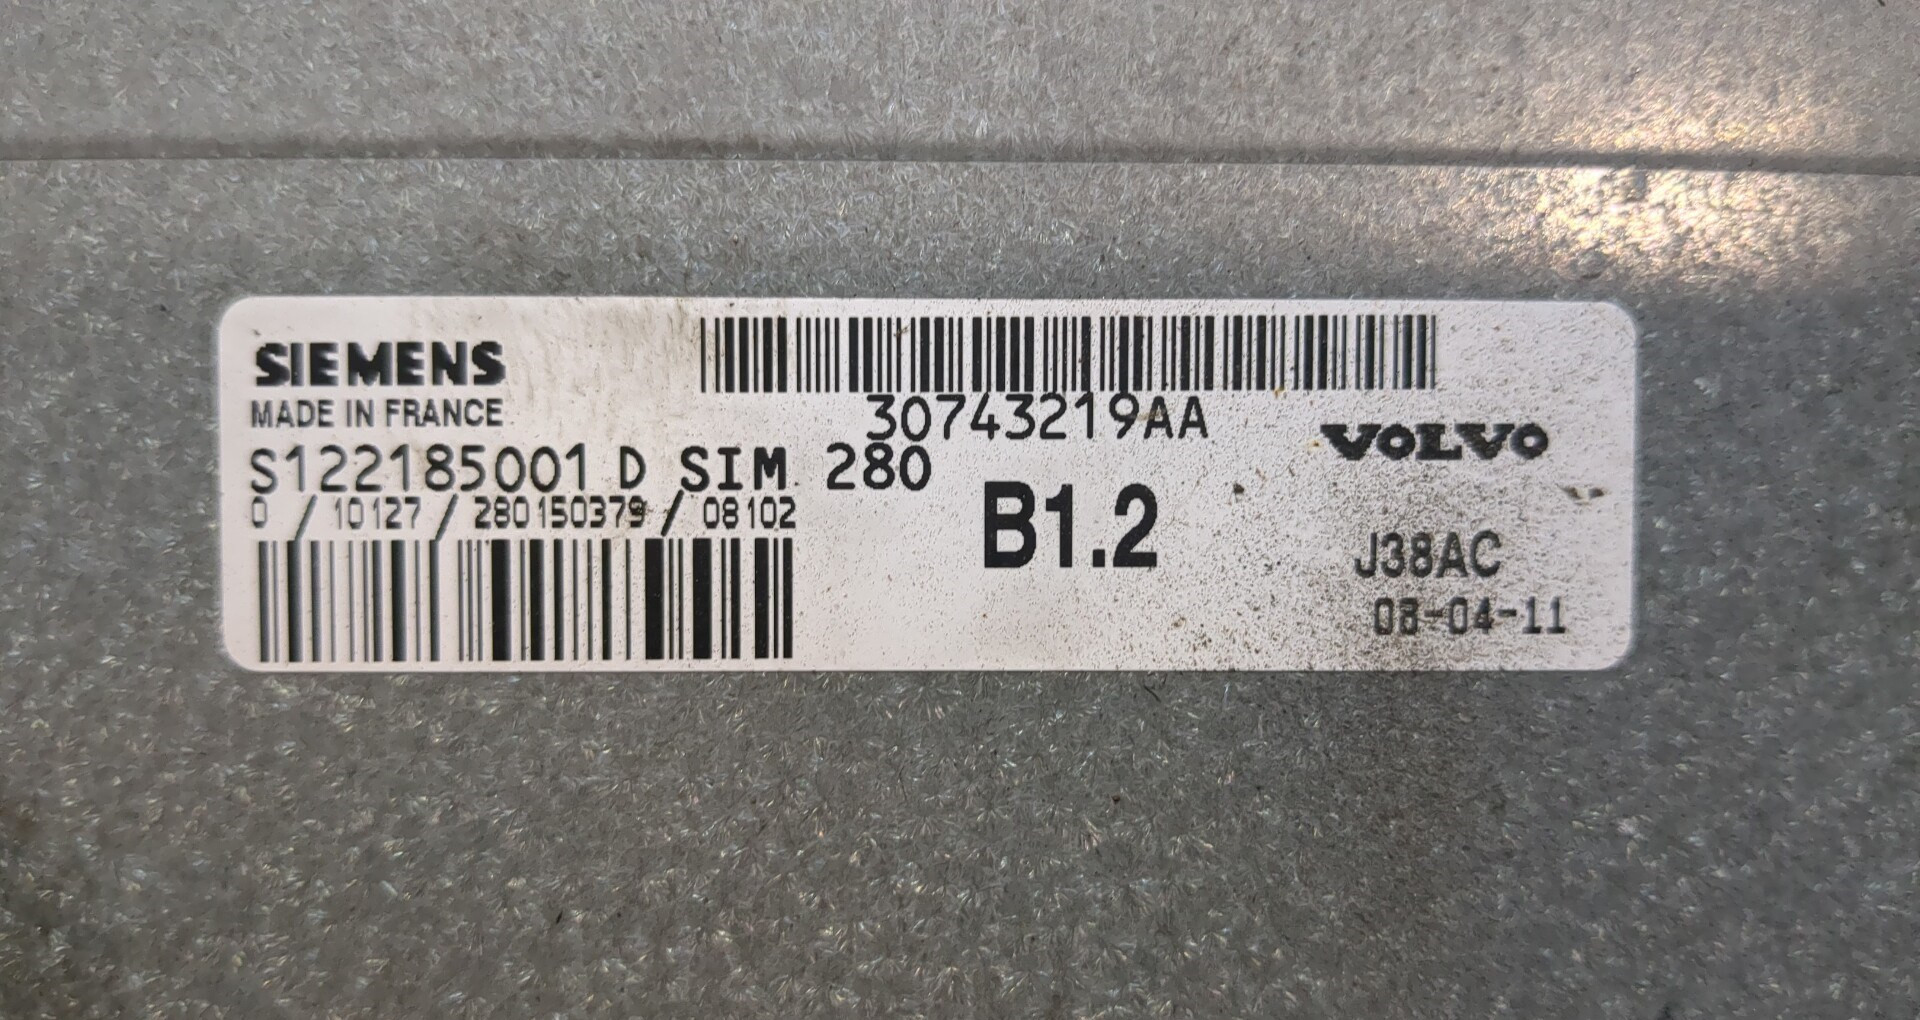 SIEMENS
MADE IN FRANCE
30743219AA
VOLVO
S122185001 D SIM 280
0 / 10127 / 280150379 / 08102
B1.2
J38AC
08-04-11